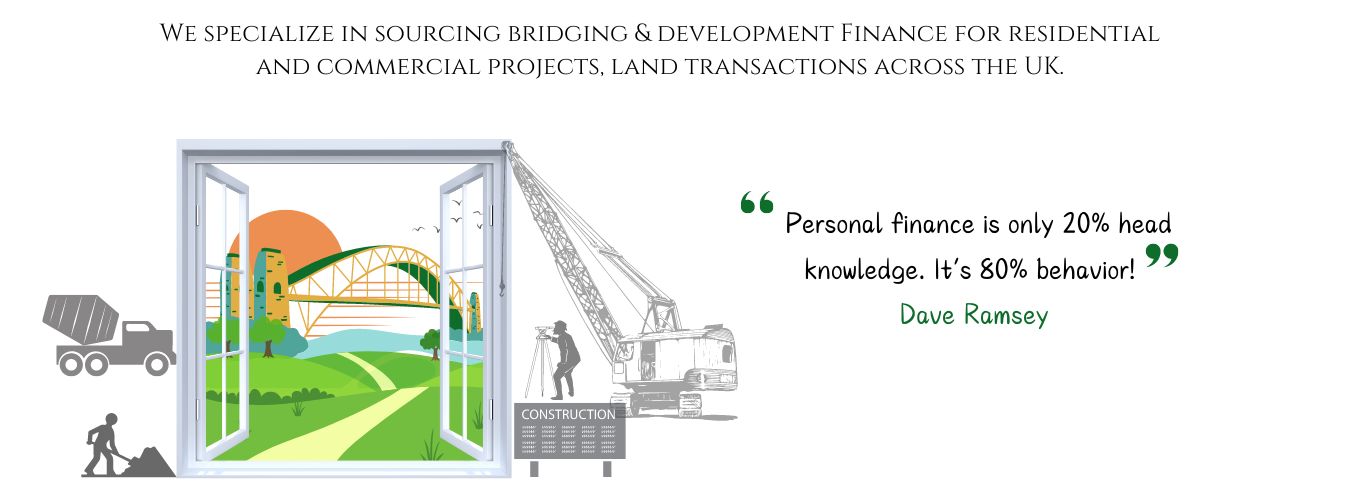 We specialize in sourcing bridging & development Finance for residential
and commercial projects, land transactions across the UK.
“ Personal finance is only 20% head
knowledge. It’s 80% behavior! ”
Dave Ramsey
CONSTRUCTION